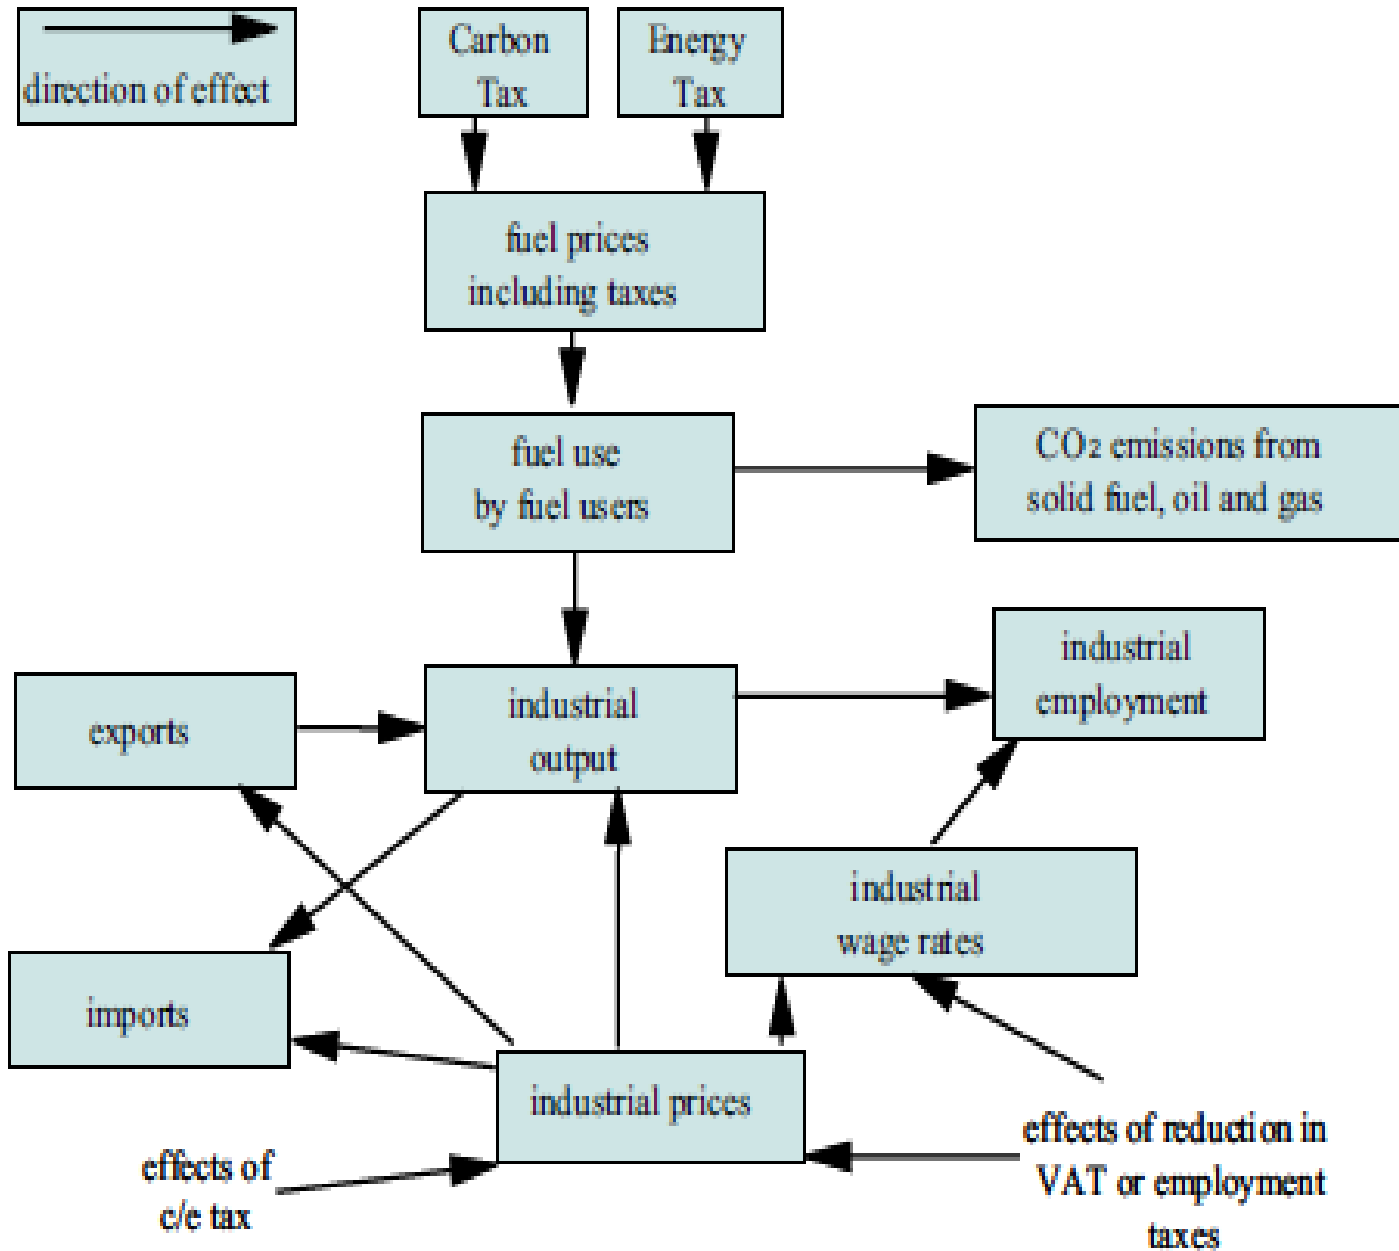 direction of effect
Carbon
Tax
Energy
Tax
fuel prices
including taxes
fuel use
by fuel users
CO₂ emissions from
solid fuel, oil and gas
industrial
employment
exports
industrial
output
industrial
wage rates
imports
industrial prices
effects of
c/e tax
effects of reduction in
VAT or employment
taxes